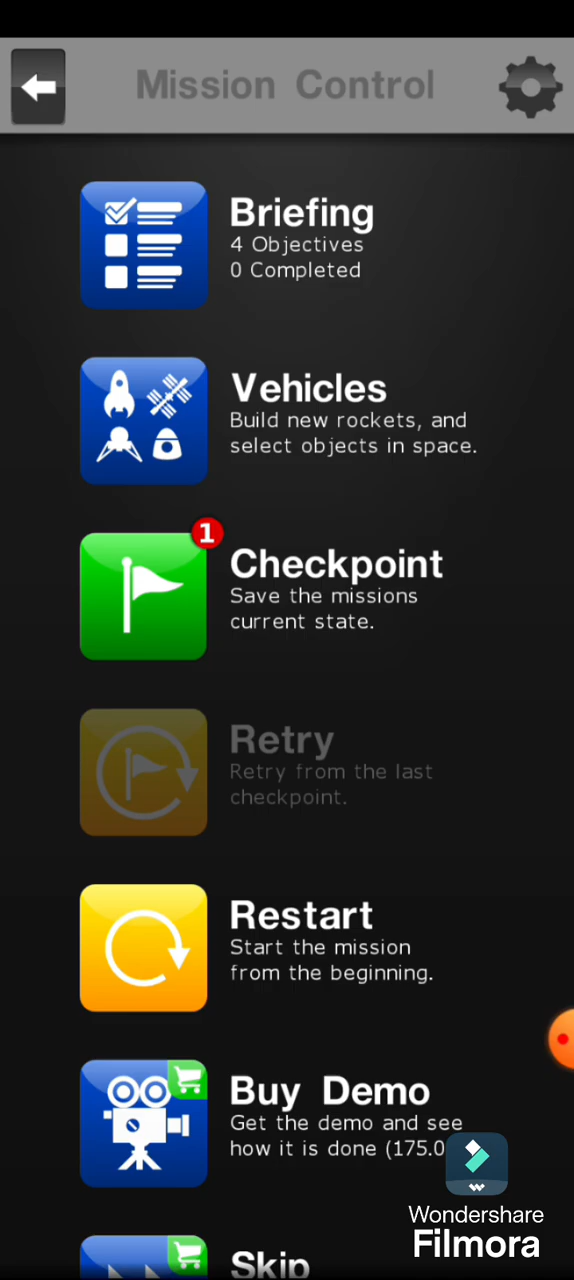 Mission Control
Briefing
4 Objectives
0 Completed
Vehicles
Build new rockets, and
select objects in space.
1
Checkpoint
Save the missions
current state.
Retry
Retry from the last
checkpoint.
Restart
Start the mission
from the beginning.
Buy Demo
Get the demo and see
how it is done (175.0
Wondershare
Filmora
Skip